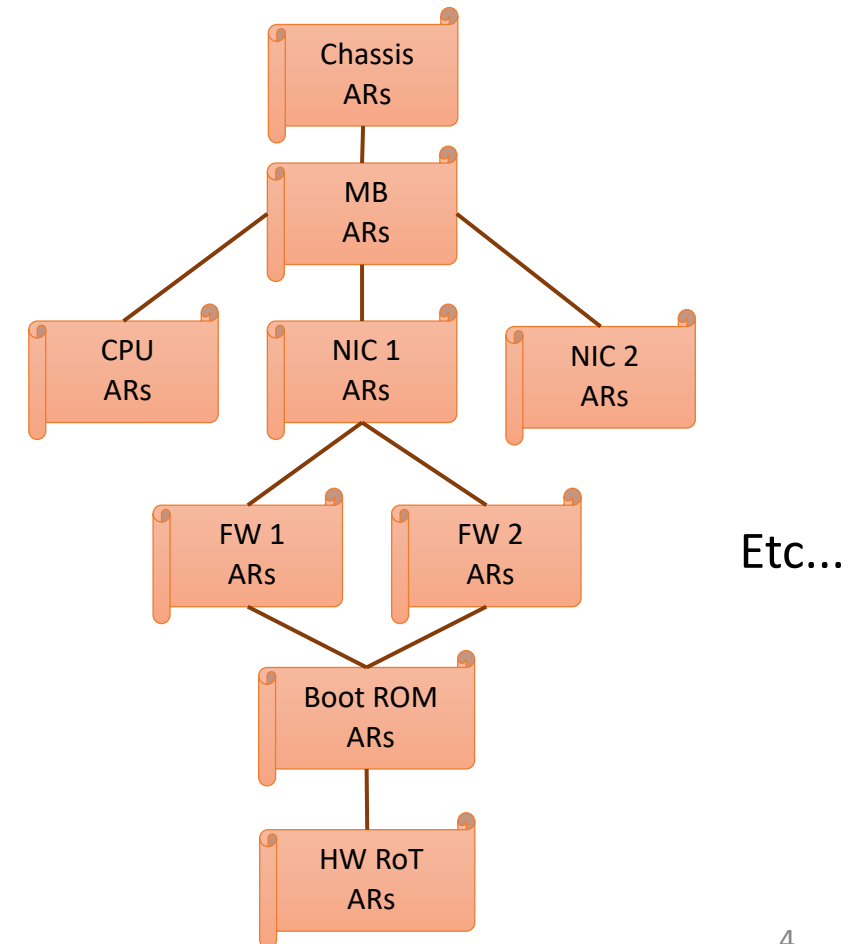 Chassis
ARs
MB
ARs
CPU
ARs
NIC 1
ARs
NIC 2
ARs
FW 1
ARs
FW 2
ARs
Etc...
Boot ROM
ARs
HW RoT
ARs
4